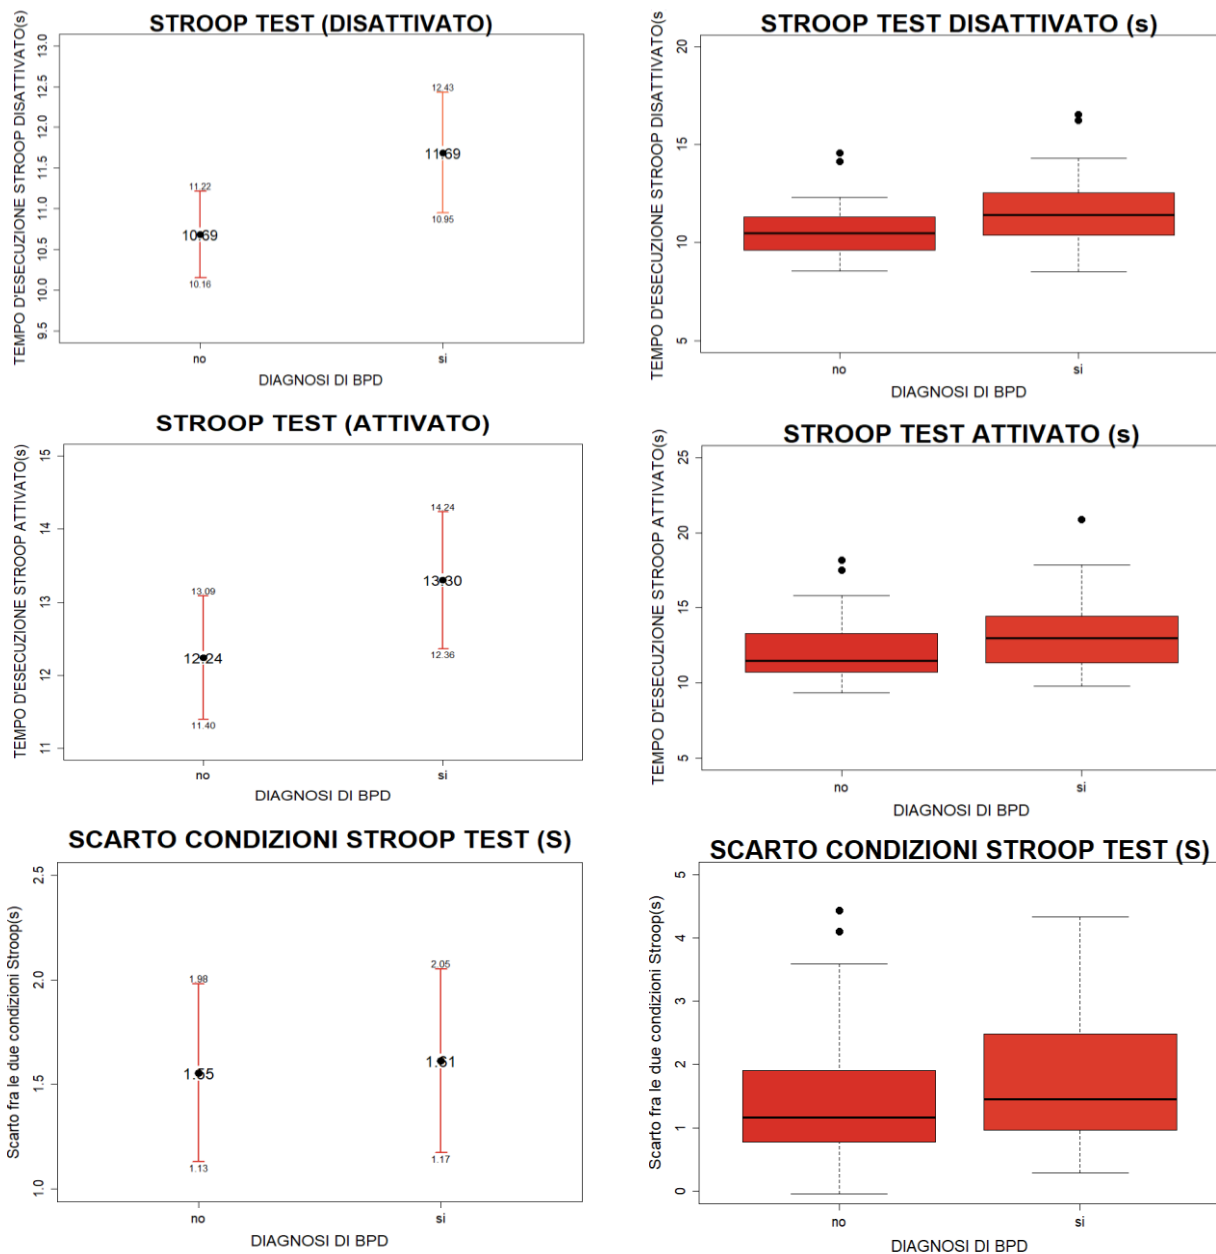 STROOP TEST (DISATTIVATO)
TEMPO D'ESECUZIONE STROOP DISATTIVATO(s)
13.0
12.5
12.0
11.5
11.0
10.5
10.0
9.5
11.22
10.69
10.16
12.43
11.69
10.95
no
si
DIAGNOSI DI BPD
STROOP TEST DISATTIVATO (s)
TEMPO D'ESECUZIONE STROOP DISATTIVATO(s)
20
15
10
5
no
si
DIAGNOSI DI BPD
STROOP TEST (ATTIVATO)
TEMPO D'ESECUZIONE STROOP ATTIVATO(s)
15
14
13
12
11
13.09
12.24
11.40
14.24
13.30
12.36
no
si
DIAGNOSI DI BPD
STROOP TEST ATTIVATO (s)
TEMPO D'ESECUZIONE STROOP ATTIVATO(s)
25
20
15
10
5
no
si
DIAGNOSI DI BPD
SCARTO CONDIZIONI STROOP TEST (S)
Scarto fra le due condizioni Stroop(s)
2.5
2.0
1.5
1.0
1.98
1.55
1.13
2.05
1.61
1.17
no
si
DIAGNOSI DI BPD
SCARTO CONDIZIONI STROOP TEST (S)
Scarto fra le due condizioni Stroop(s)
5
4
3
2
1
0
no
si
DIAGNOSI DI BPD